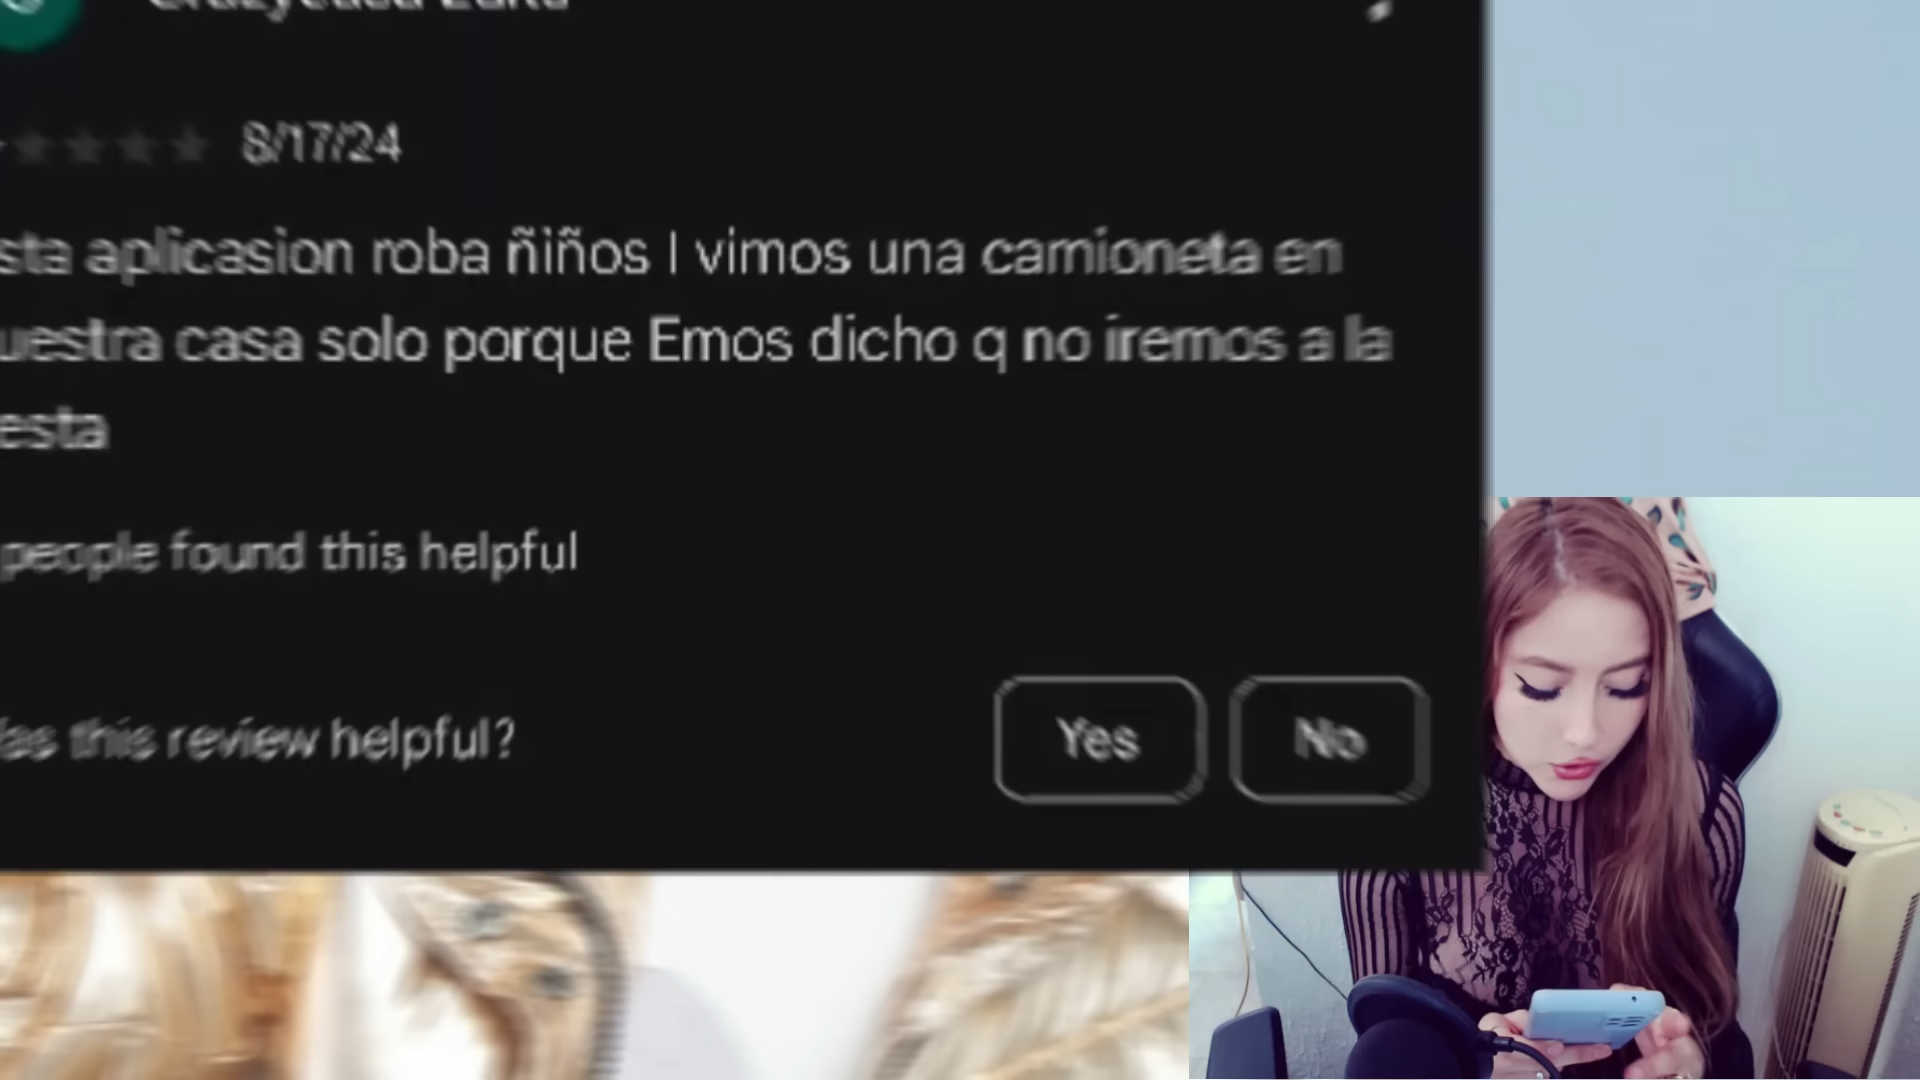 8/17/24
sta aplicasion roba ñiños I vimos una camioneta en
uestra casa solo porque Emos dicho q no iremos a la
esta
people found this helpful
as this review helpful?
Yes No